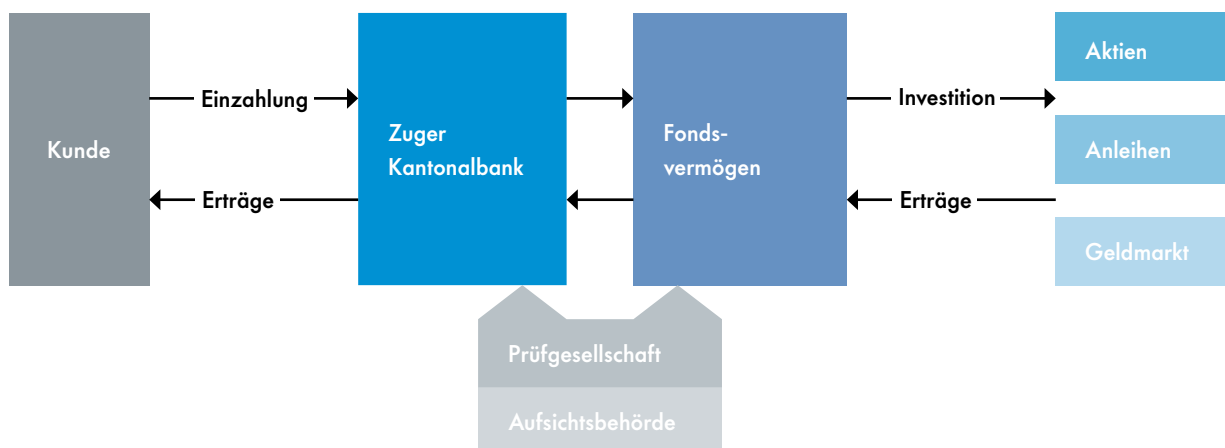 Kunde
Einzahlung
Erträge
Zuger
Kantonalbank
Fonds-
vermögen
Investition
Erträge
Aktien
Anleihen
Geldmarkt
Prüfgesellschaft
Aufsichtsbehörde